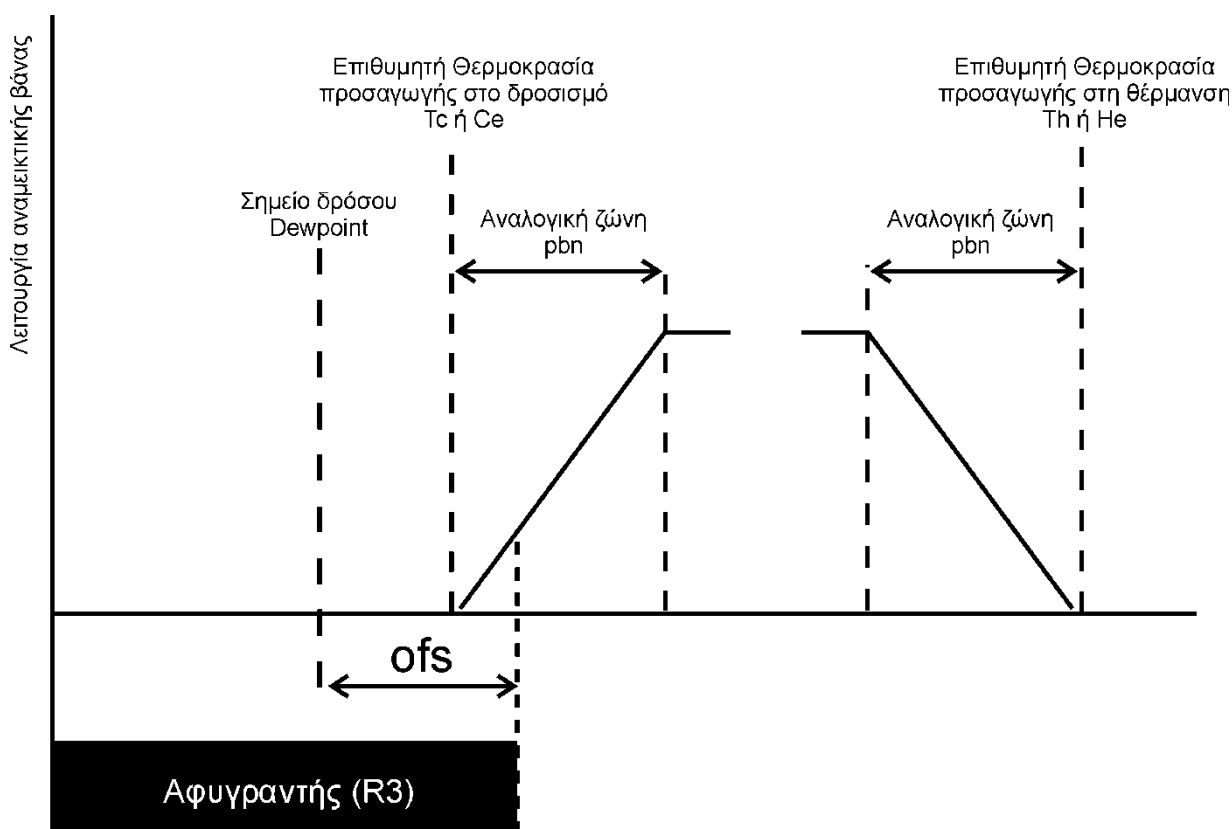 Λειτουργία αναμεικτικής βάνας
Επιθυμητή Θερμοκρασία
προσαγωγής στο δροσισμό
Tc ή Ce
Επιθυμητή Θερμοκρασία
προσαγωγής στη θέρμανση
Th ή He
Σημείο δρόσου
Dewpoint
Αναλογική ζώνη
pbn
Αναλογική ζώνη
pbn
ofs
Αφυγραντής (R3)